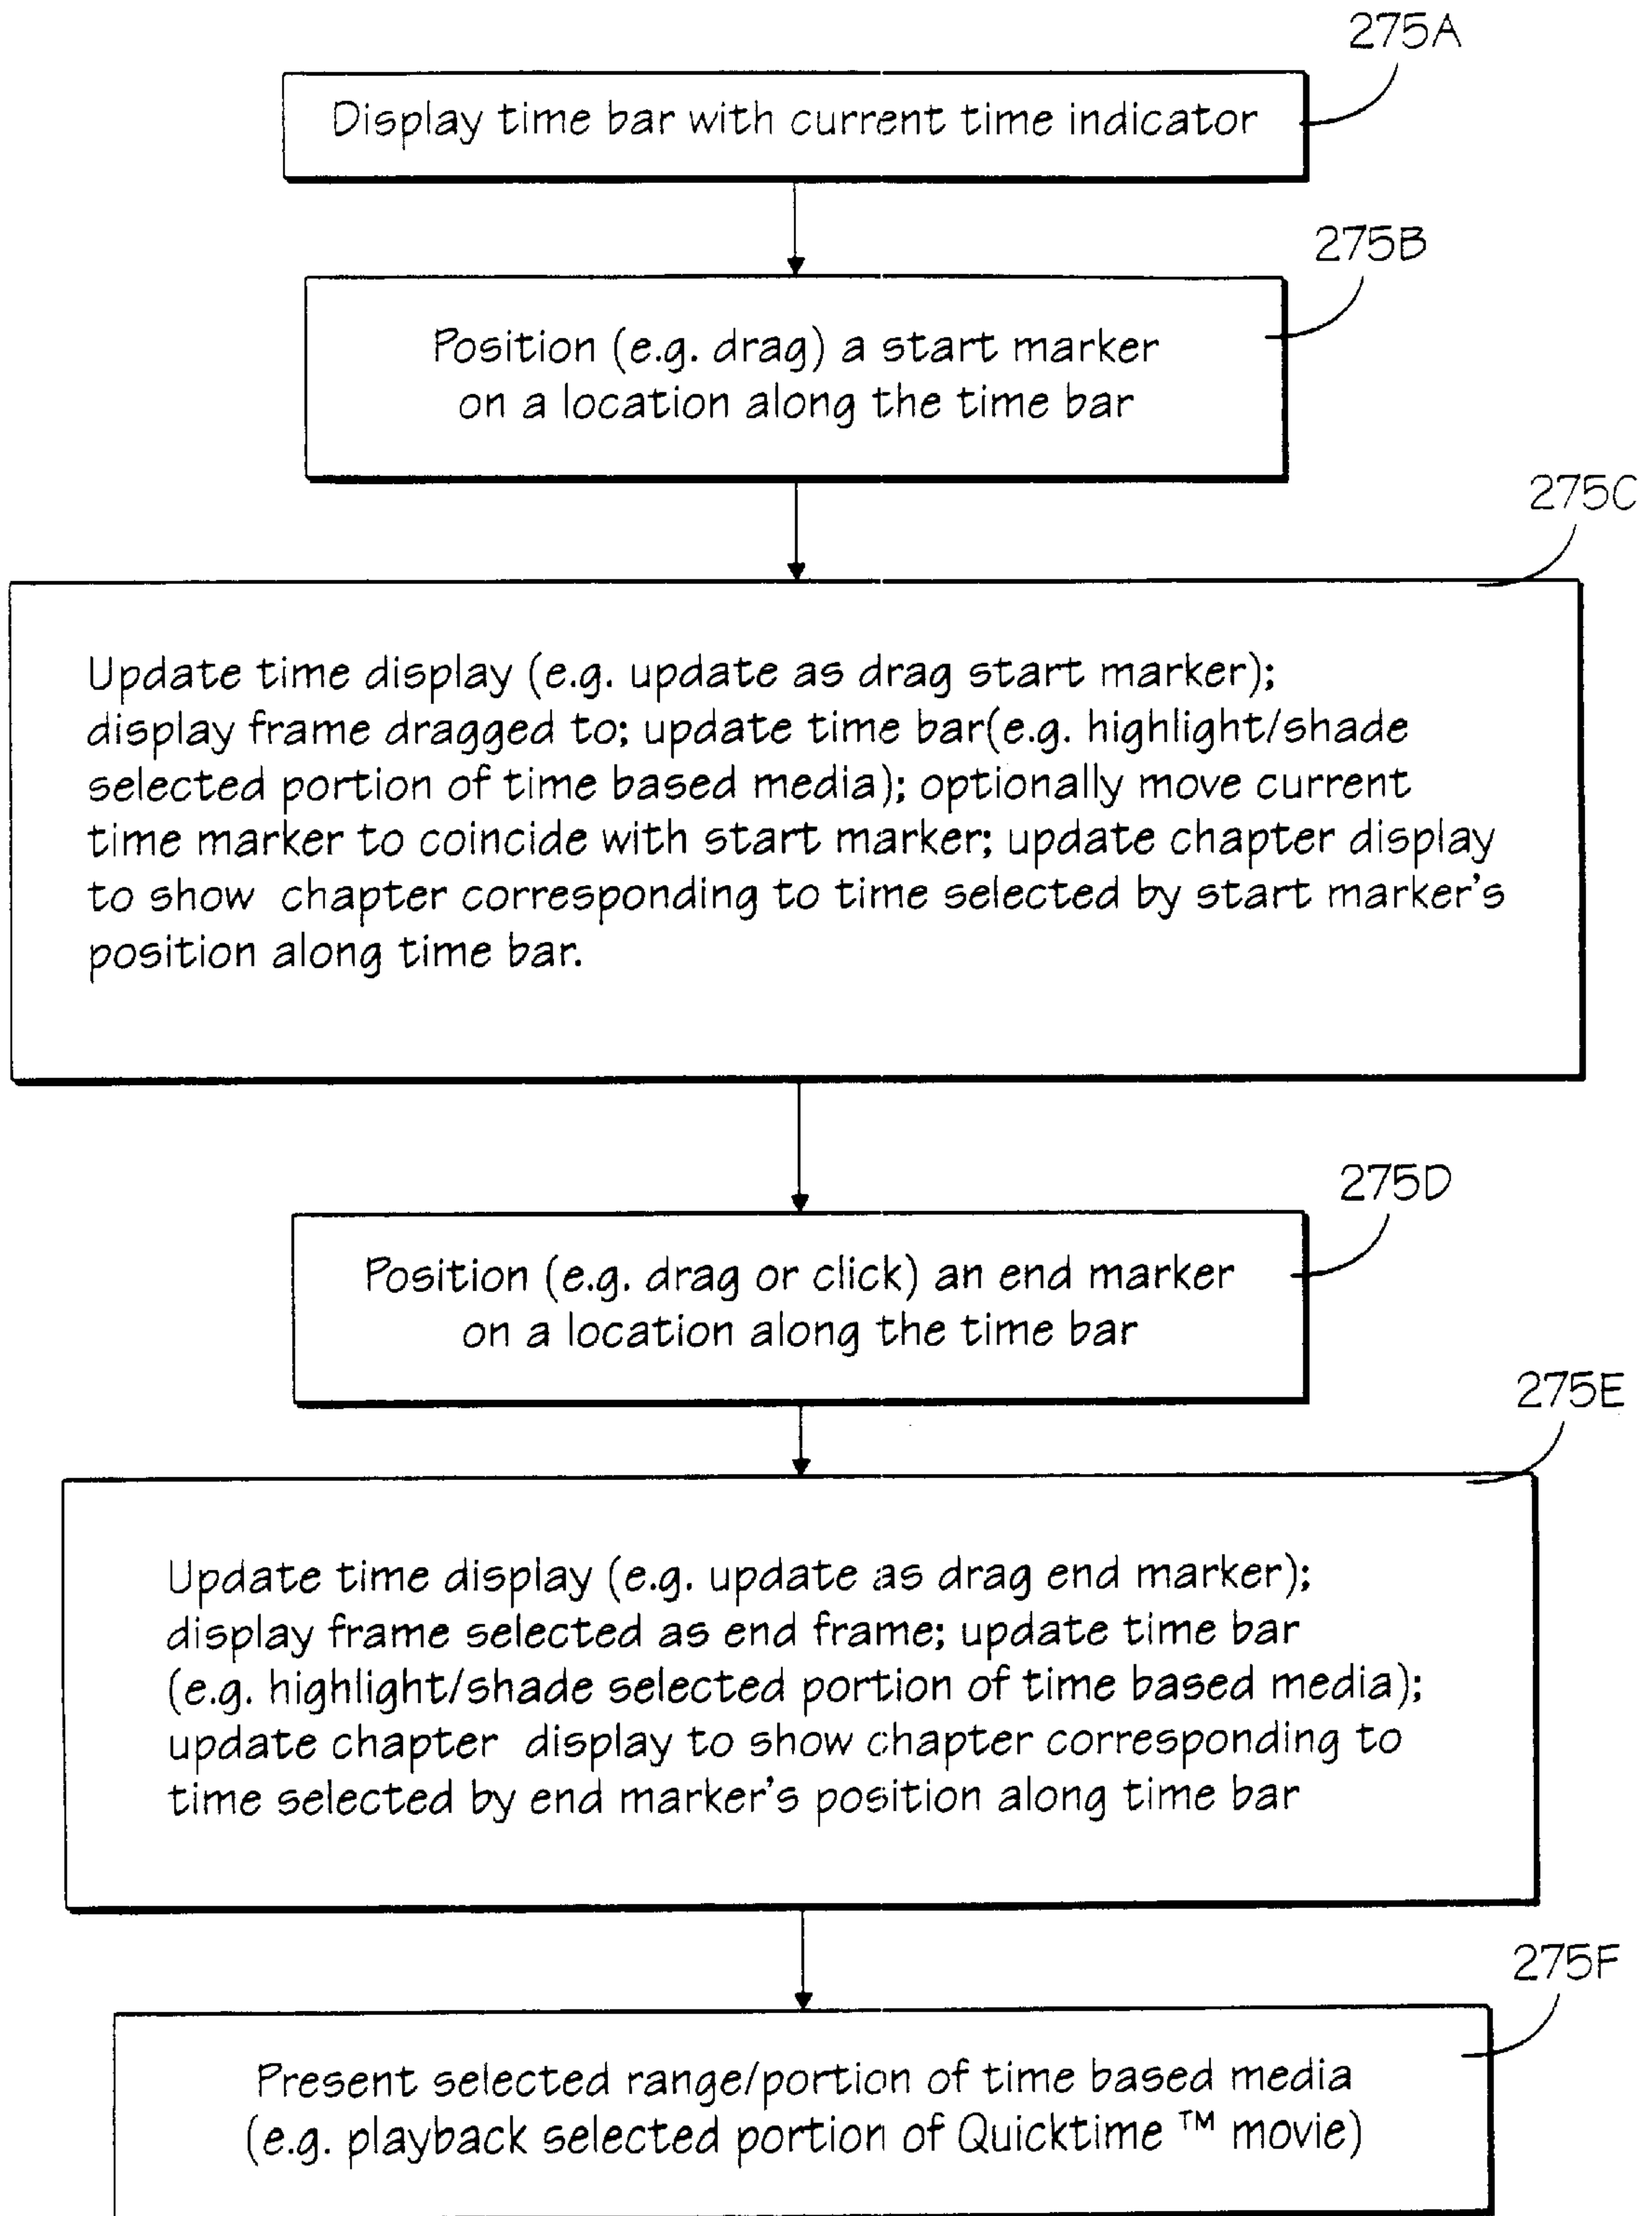 275A
Display time bar with current time indicator
275B
Position (e.g. drag) a start marker
on a location along the time bar
275C
Update time display (e.g. update as drag start marker);
display frame dragged to; update time bar(e.g. highlight/shade
selected portion of time based media); optionally move current
time marker to coincide with start marker; update chapter display
to show chapter corresponding to time selected by start marker's
position along time bar.
275D
Position (e.g. drag or click) an end marker
on a location along the time bar
275E
Update time display (e.g. update as drag end marker);
display frame selected as end frame; update time bar
(e.g. highlight/shade selected portion of time based media);
update chapter display to show chapter corresponding to
time selected by end marker's position along time bar
275F
Present selected range/portion of time based media
(e.g. playback selected portion of Quicktime ™ movie)